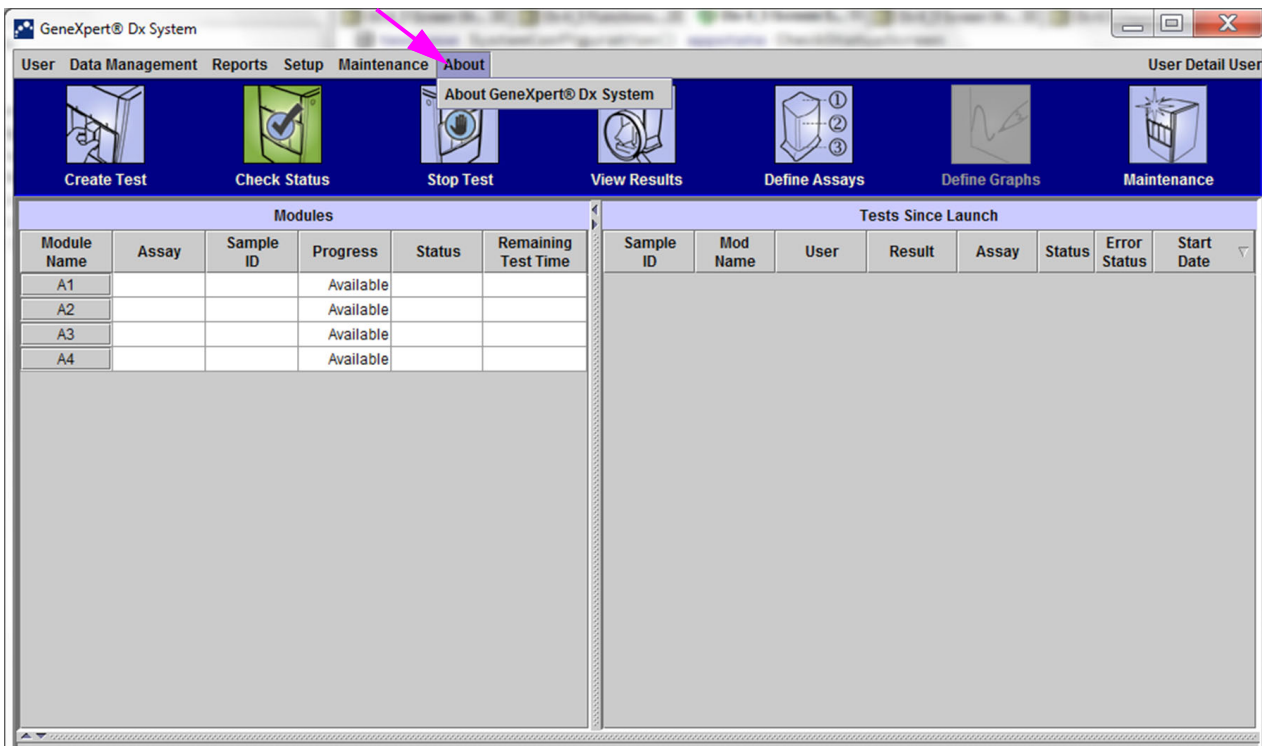 GeneXpert® Dx System
User Data Management Reports Setup Maintenance About User Detail User
About GeneXpert® Dx System
① ② ③
Create Test Check Status Stop Test View Results Define Assays Define Graphs Maintenance
Modules
Module Name Assay Sample ID Progress Status Remaining Test Time
A1 Available
A2 Available
A3 Available
A4 Available
Tests Since Launch
Sample ID Mod Name User Result Assay Status Error Status Start Date